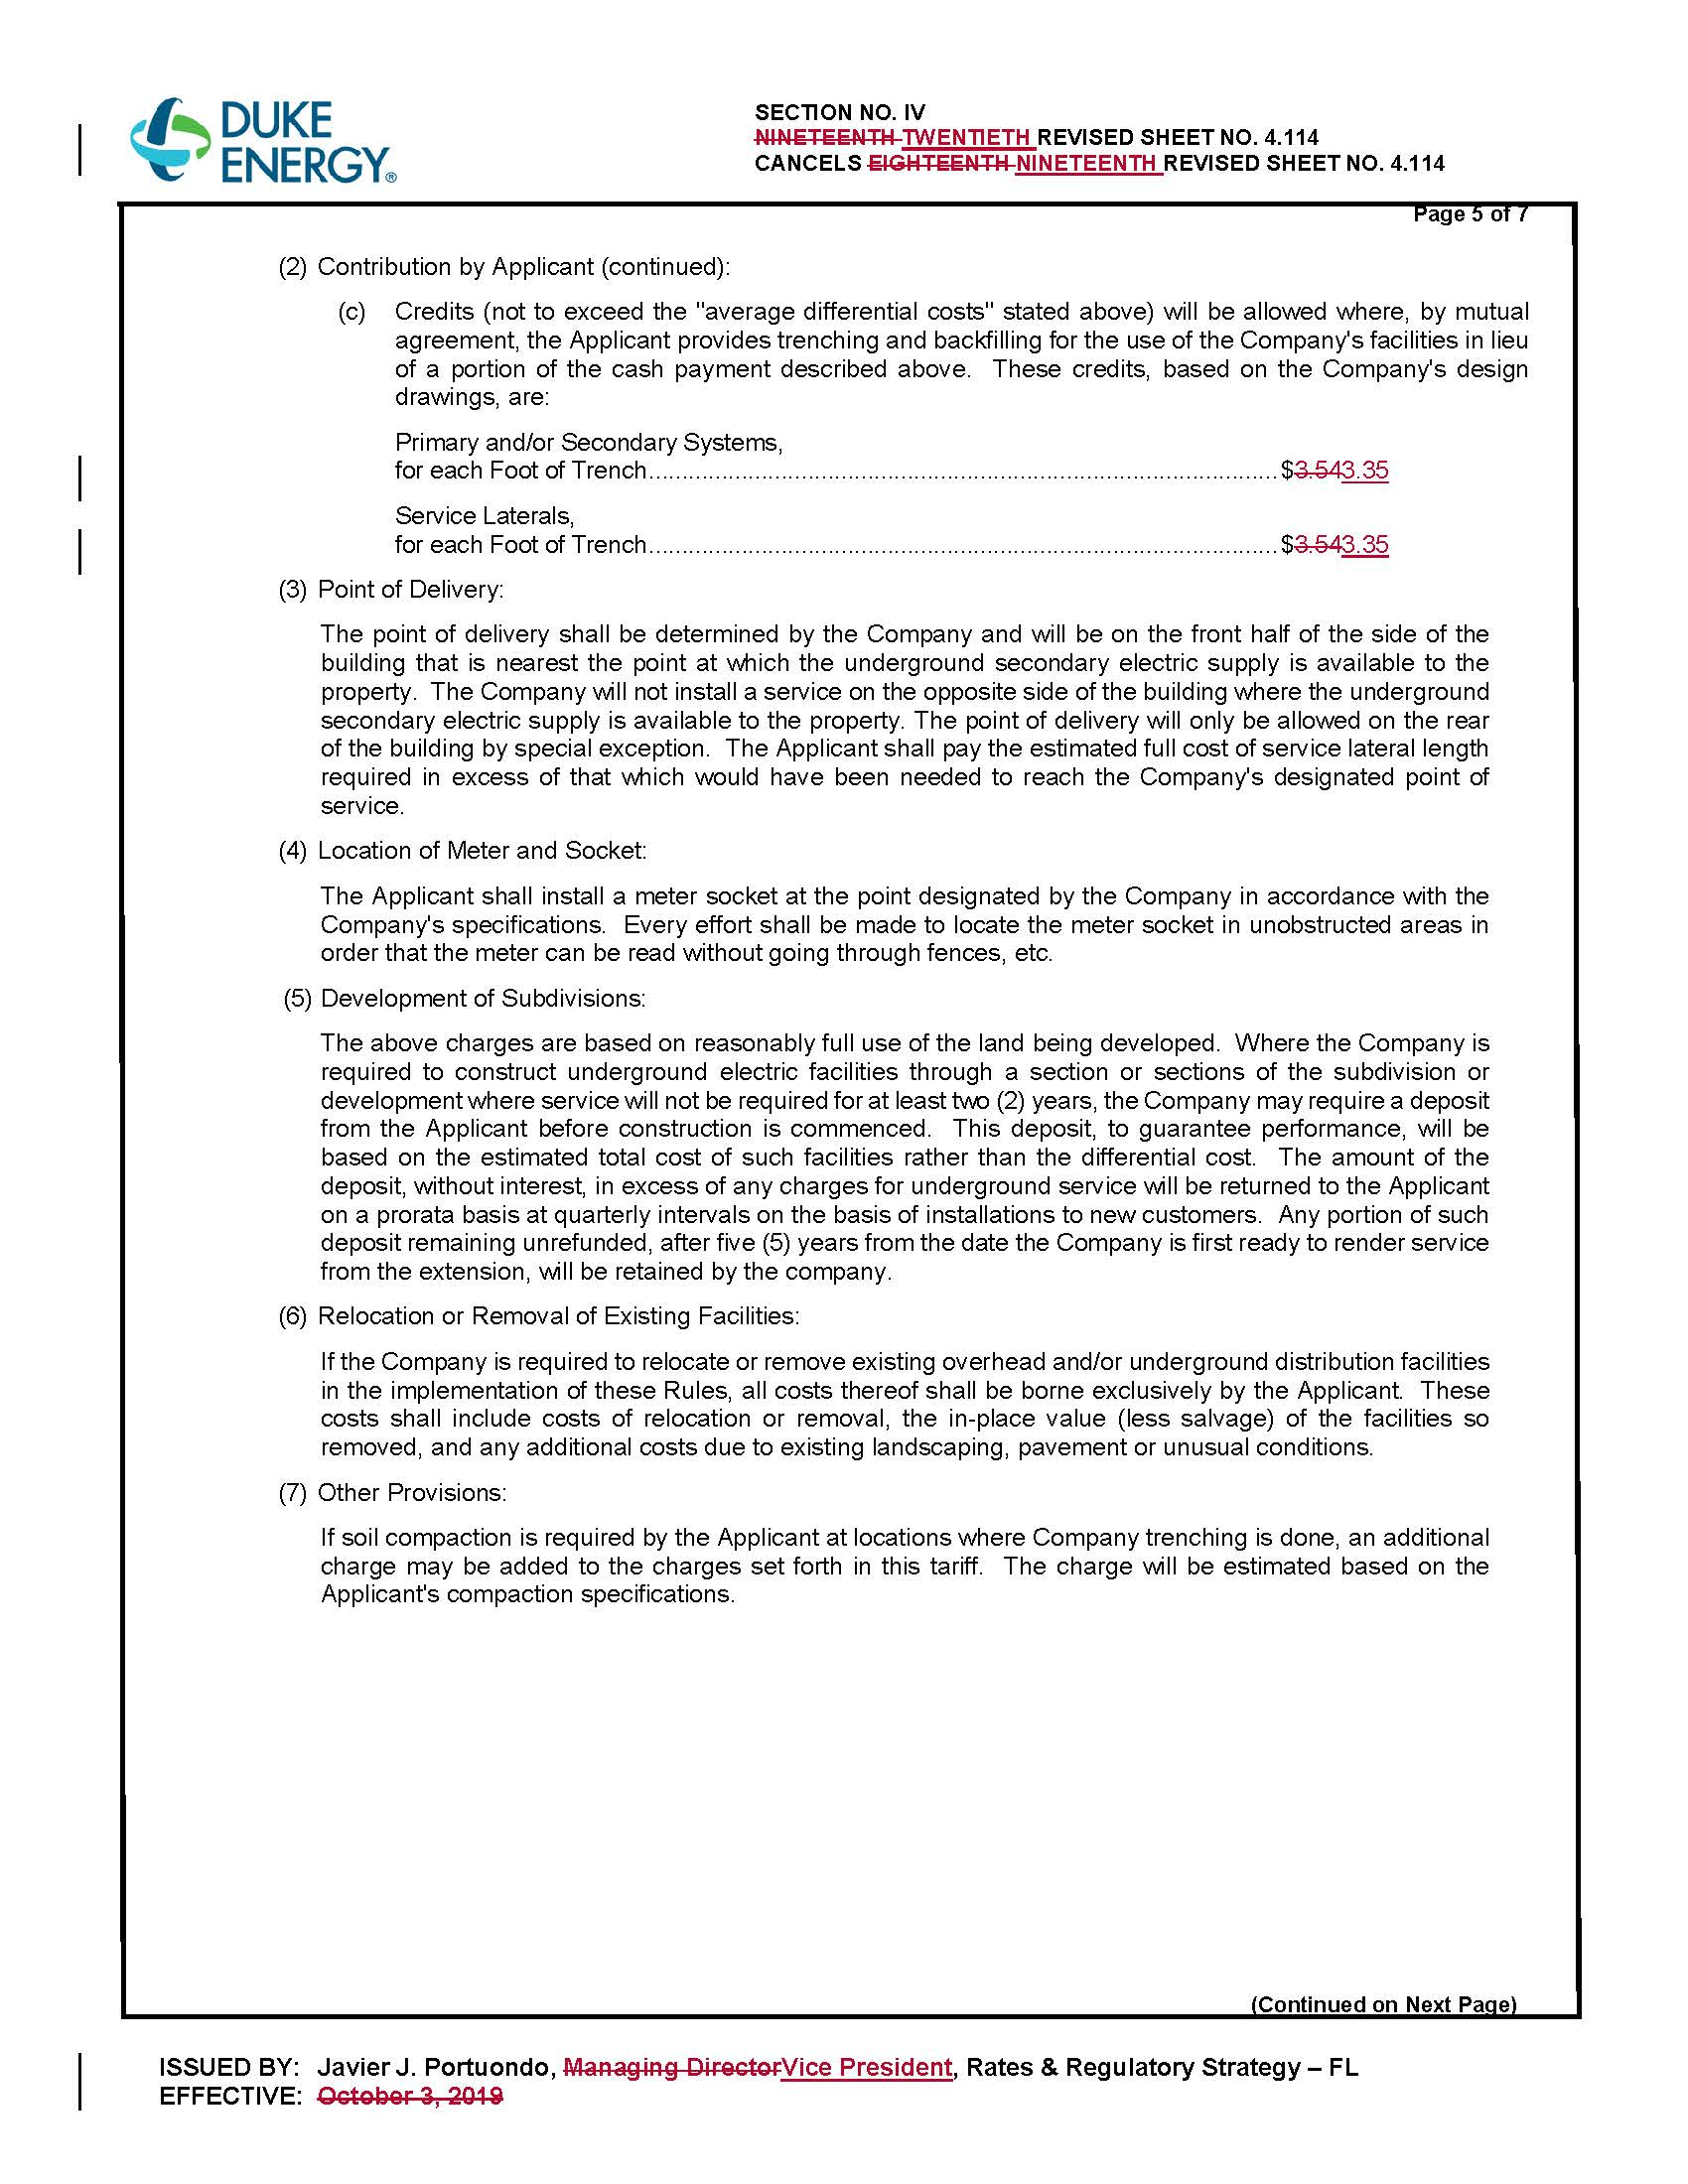 DUKE
ENERGY®
SECTION NO. IV
NINETEENTH TWENTIETH REVISED SHEET NO. 4.114
CANCELS EIGHTEENTH NINETEENTH REVISED SHEET NO. 4.114
Page 5 of 7
(2) Contribution by Applicant (continued):
(c) Credits (not to exceed the "average differential costs" stated above) will be allowed where, by mutual
agreement, the Applicant provides trenching and backfilling for the use of the Company's facilities in lieu
of a portion of the cash payment described above. These credits, based on the Company's design
drawings, are:
Primary and/or Secondary Systems,
for each Foot of Trench................................................................................................ $3.543.35
Service Laterals,
for each Foot of Trench................................................................................................ $3.543.35
(3) Point of Delivery:
The point of delivery shall be determined by the Company and will be on the front half of the side of the
building that is nearest the point at which the underground secondary electric supply is available to the
property. The Company will not install a service on the opposite side of the building where the underground
secondary electric supply is available to the property. The point of delivery will only be allowed on the rear
of the building by special exception. The Applicant shall pay the estimated full cost of service lateral length
required in excess of that which would have been needed to reach the Company's designated point of
service.
(4) Location of Meter and Socket:
The Applicant shall install a meter socket at the point designated by the Company in accordance with the
Company's specifications. Every effort shall be made to locate the meter socket in unobstructed areas in
order that the meter can be read without going through fences, etc.
(5) Development of Subdivisions:
The above charges are based on reasonably full use of the land being developed. Where the Company is
required to construct underground electric facilities through a section or sections of the subdivision or
development where service will not be required for at least two (2) years, the Company may require a deposit
from the Applicant before construction is commenced. This deposit, to guarantee performance, will be
based on the estimated total cost of such facilities rather than the differential cost. The amount of the
deposit, without interest, in excess of any charges for underground service will be returned to the Applicant
on a prorata basis at quarterly intervals on the basis of installations to new customers. Any portion of such
deposit remaining unrefunded, after five (5) years from the date the Company is first ready to render service
from the extension, will be retained by the company.
(6) Relocation or Removal of Existing Facilities:
If the Company is required to relocate or remove existing overhead and/or underground distribution facilities
in the implementation of these Rules, all costs thereof shall be borne exclusively by the Applicant. These
costs shall include costs of relocation or removal, the in-place value (less salvage) of the facilities so
removed, and any additional costs due to existing landscaping, pavement or unusual conditions.
(7) Other Provisions:
If soil compaction is required by the Applicant at locations where Company trenching is done, an additional
charge may be added to the charges set forth in this tariff. The charge will be estimated based on the
Applicant's compaction specifications.
(Continued on Next Page)
ISSUED BY: Javier J. Portuondo, Managing DirectorVice President, Rates & Regulatory Strategy – FL
EFFECTIVE: October 3, 2019